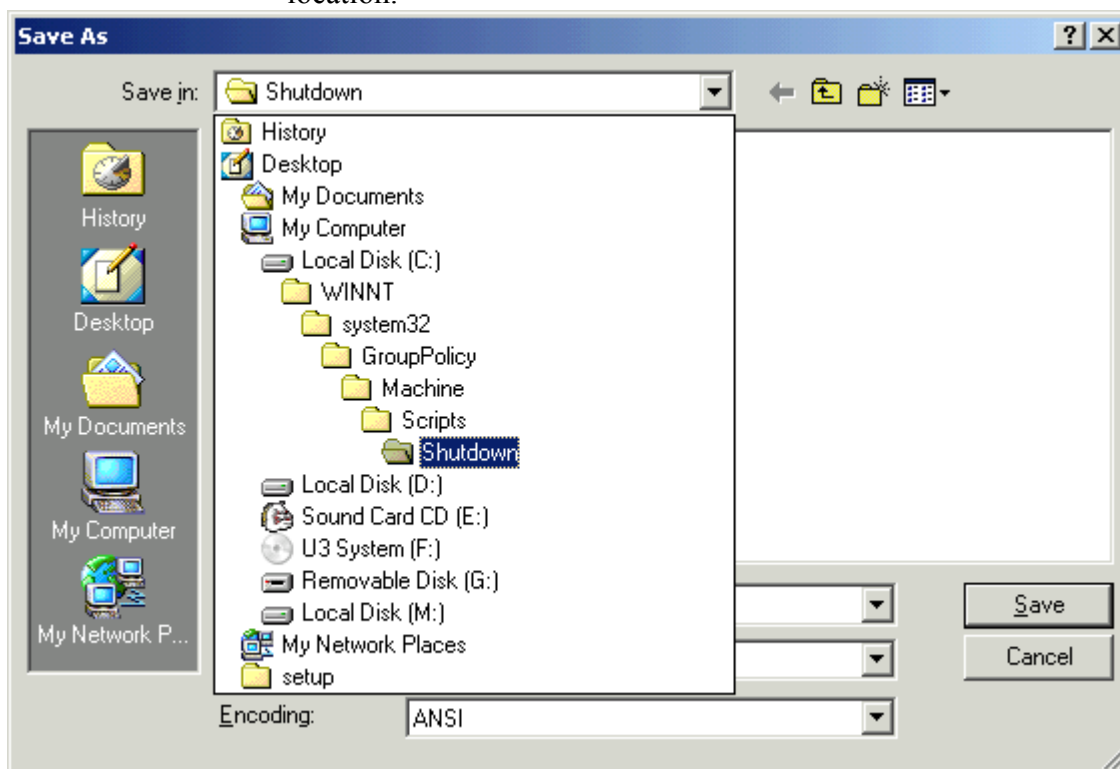 location.
Save As
Save in:
Shutdown
History
Desktop
My Documents
My Computer
My Network P...
History
Desktop
My Documents
My Computer
Local Disk (C:)
WINNT
system32
GroupPolicy
Machine
Scripts
Shutdown
Local Disk (D:)
Sound Card CD (E:)
U3 System (F:)
Removable Disk (G:)
Local Disk (M:)
My Network Places
setup
Save
Cancel
Encoding:
ANSI